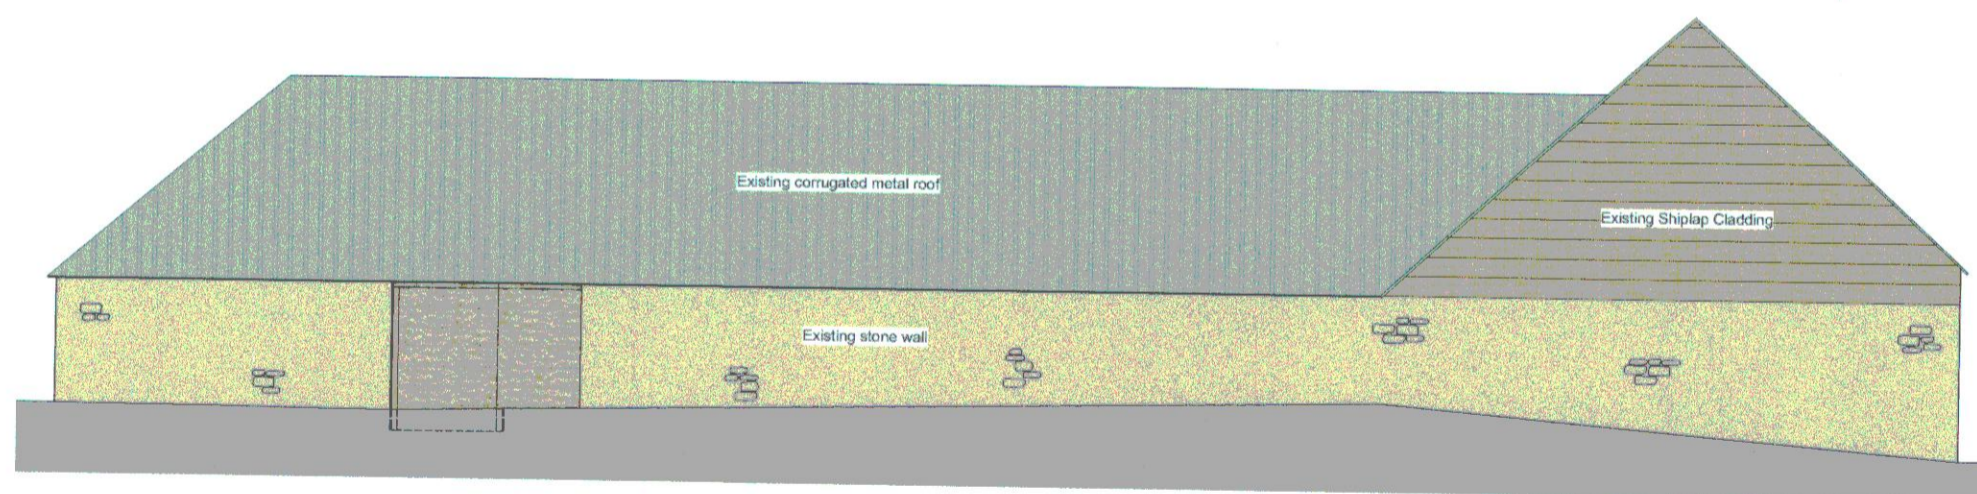 Existing corrugated metal roof
Existing Shiplap Cladding
Existing stone wall